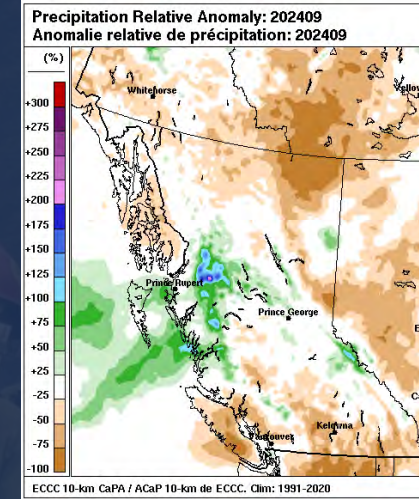 Precipitation Relative Anomaly: 202409
Anomalie relative de précipitation: 202409
(%)
+300
+275
+250
+225
+200
+175
+150
+125
+100
+75
+50
+25
-25
-50
-75
-100
Whitehorse
Yellow
Prince Rupert
Prince George
E
C
Kelowna
Vancouver
ECCC 10-km CaPA / ACaP 10-km de ECCC. Clim: 1991-2020